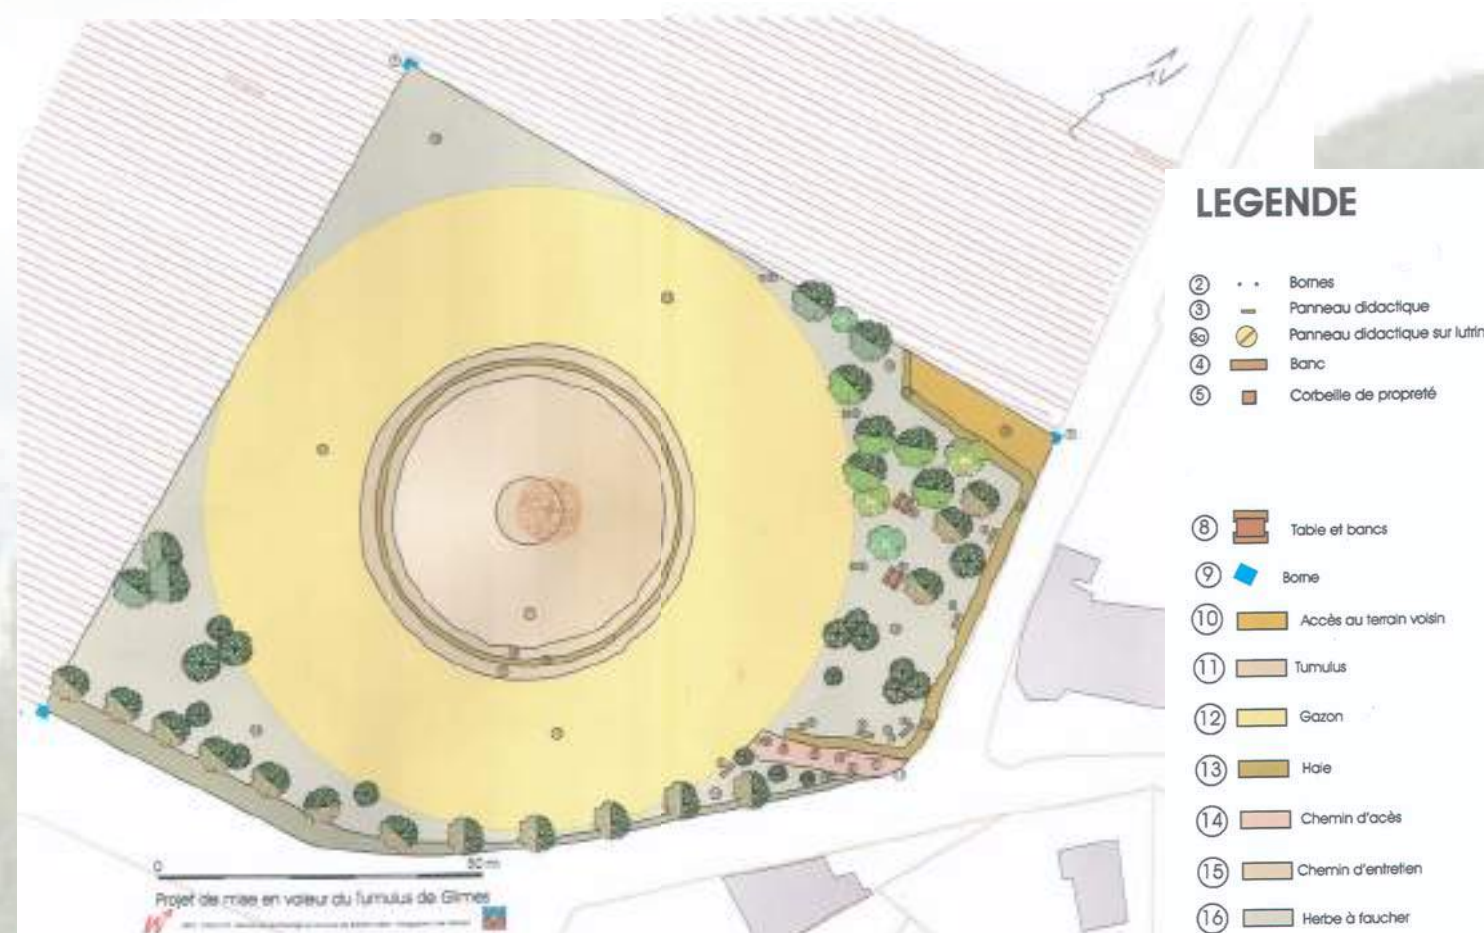 LEGENDE
2 Bornes
3 Panneau didactique
3a Panneau didactique sur lutrin
4 Banc
5 Corbeille de propreté
8 Table et bancs
9 Borne
10 Accès au terrain voisin
11 Tumulus
12 Gazon
13 Haie
14 Chemin d'acès
15 Chemin d'entretien
16 Herbe à faucher
0 50 m
Projet de mise en valeur du Tumulus de Glimes